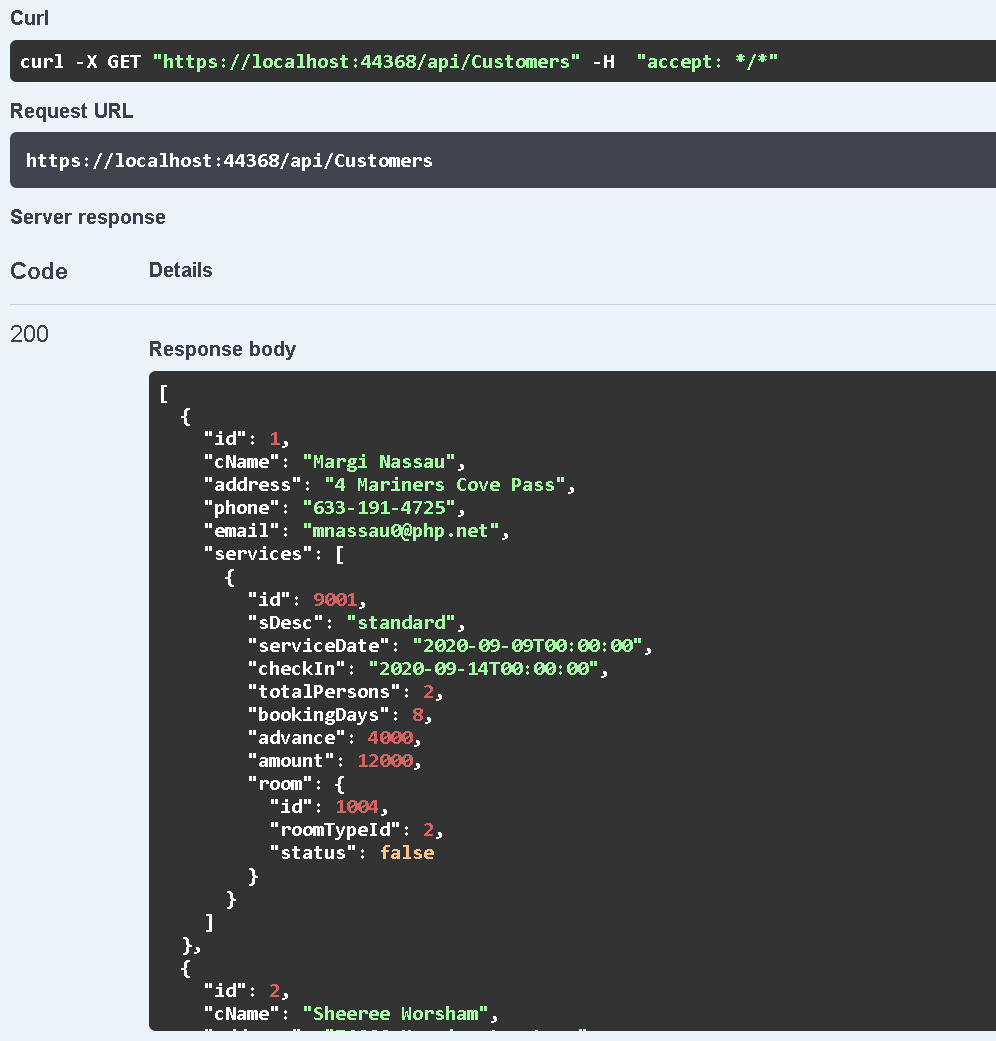 Curl
curl -X GET "https://localhost:44368/api/Customers" -H  "accept: */*"
Request URL
https://localhost:44368/api/Customers
Server response
Code Details
200
Response body
[
  {
    "id": 1,
    "cName": "Margi Nassau",
    "address": "4 Mariners Cove Pass",
    "phone": "633-191-4725",
    "email": "mnassau0@php.net",
    "services": [
      {
        "id": 9001,
        "sDesc": "standard",
        "serviceDate": "2020-09-09T00:00:00",
        "checkIn": "2020-09-14T00:00:00",
        "totalPersons": 2,
        "bookingDays": 8,
        "advance": 4000,
        "amount": 12000,
        "room": {
          "id": 1004,
          "roomTypeId": 2,
          "status": false
        }
      }
    ]
  },
  {
    "id": 2,
    "cName": "Sheeree Worsham",